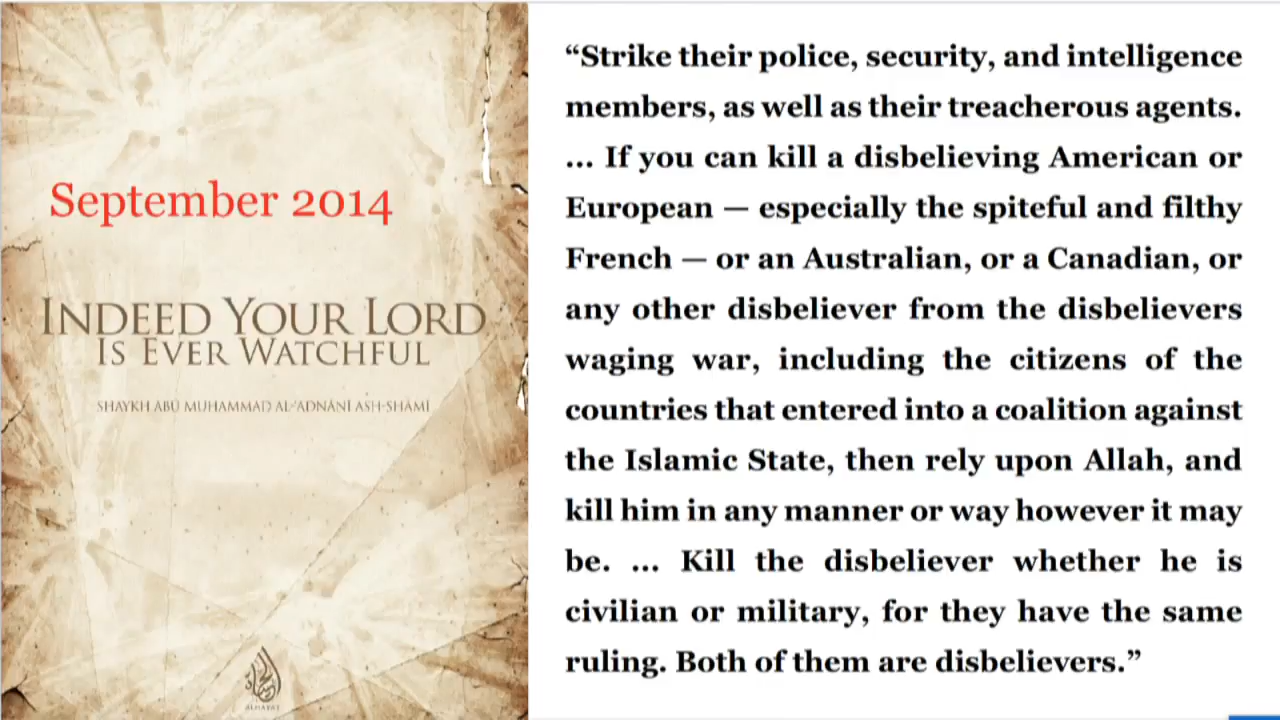 September 2014
INDEED YOUR LORD
IS EVER WATCHFUL
SHAYKH ABŪ MUHAMMAD AL-'ADNĀNĪ ASH-SHĀMĪ
ALHAYAT
“Strike their police, security, and intelligence
members, as well as their treacherous agents.
... If you can kill a disbelieving American or
European — especially the spiteful and filthy
French — or an Australian, or a Canadian, or
any other disbeliever from the disbelievers
waging war, including the citizens of the
countries that entered into a coalition against
the Islamic State, then rely upon Allah, and
kill him in any manner or way however it may
be. ... Kill the disbeliever whether he is
civilian or military, for they have the same
ruling. Both of them are disbelievers.”